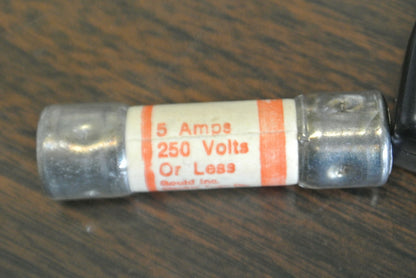 5 Amps
250 Volts
Or Less
Gould Inc.